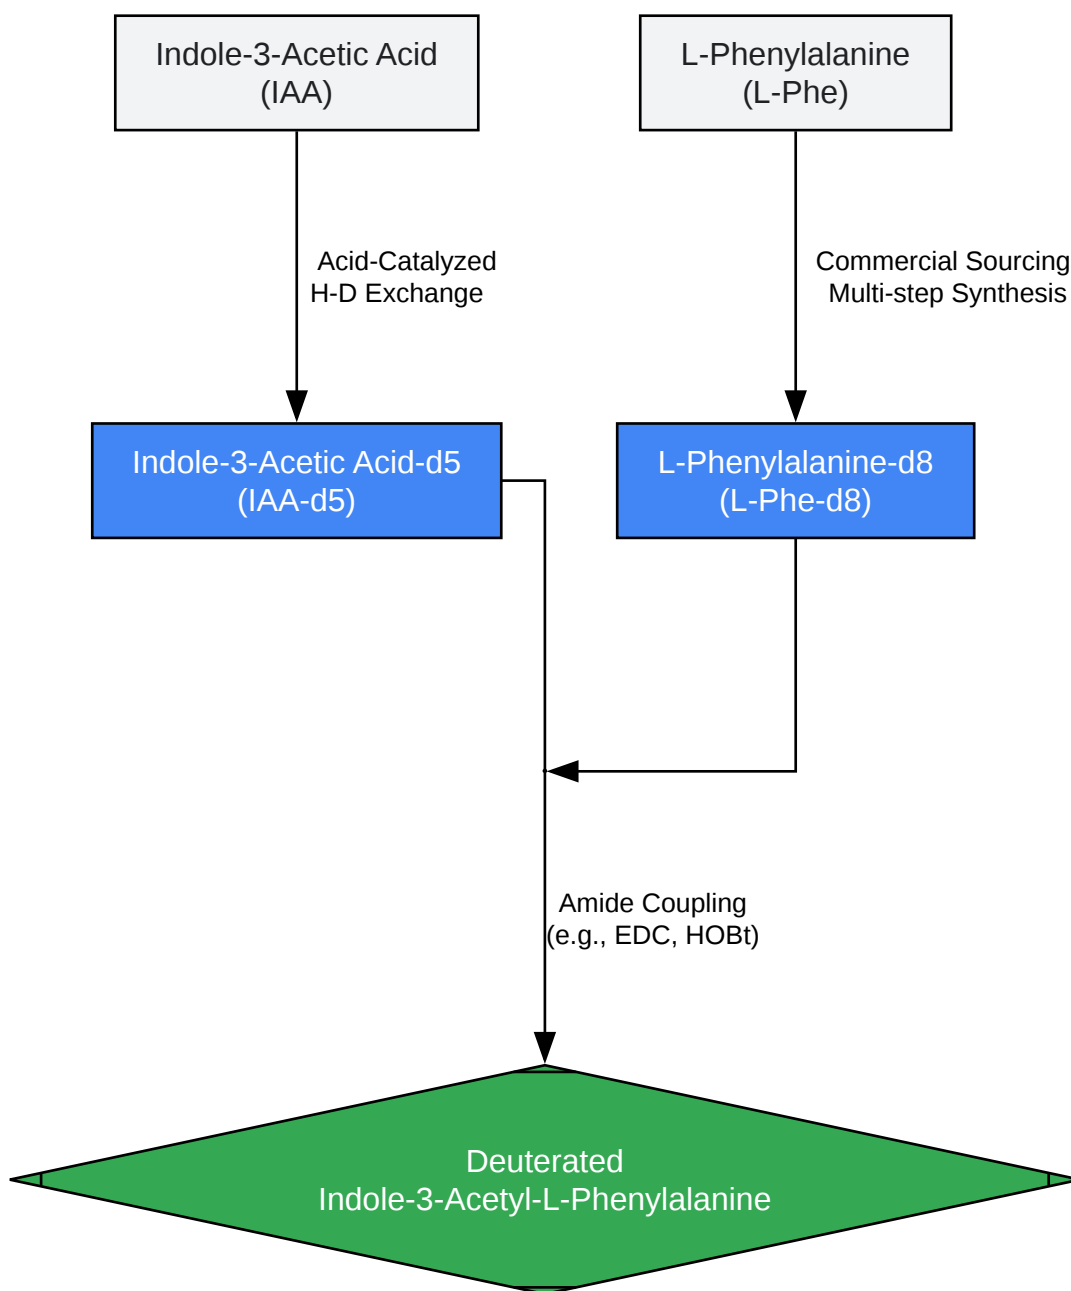 Indole-3-Acetic Acid
(IAA)
L-Phenylalanine
(L-Phe)
Acid-Catalyzed
H-D Exchange
Commercial Sourcing
Multi-step Synthesis
Indole-3-Acetic Acid-d5
(IAA-d5)
L-Phenylalanine-d8
(L-Phe-d8)
Amide Coupling
(e.g., EDC, HOBt)
Deuterated
Indole-3-Acetyl-L-Phenylalanine